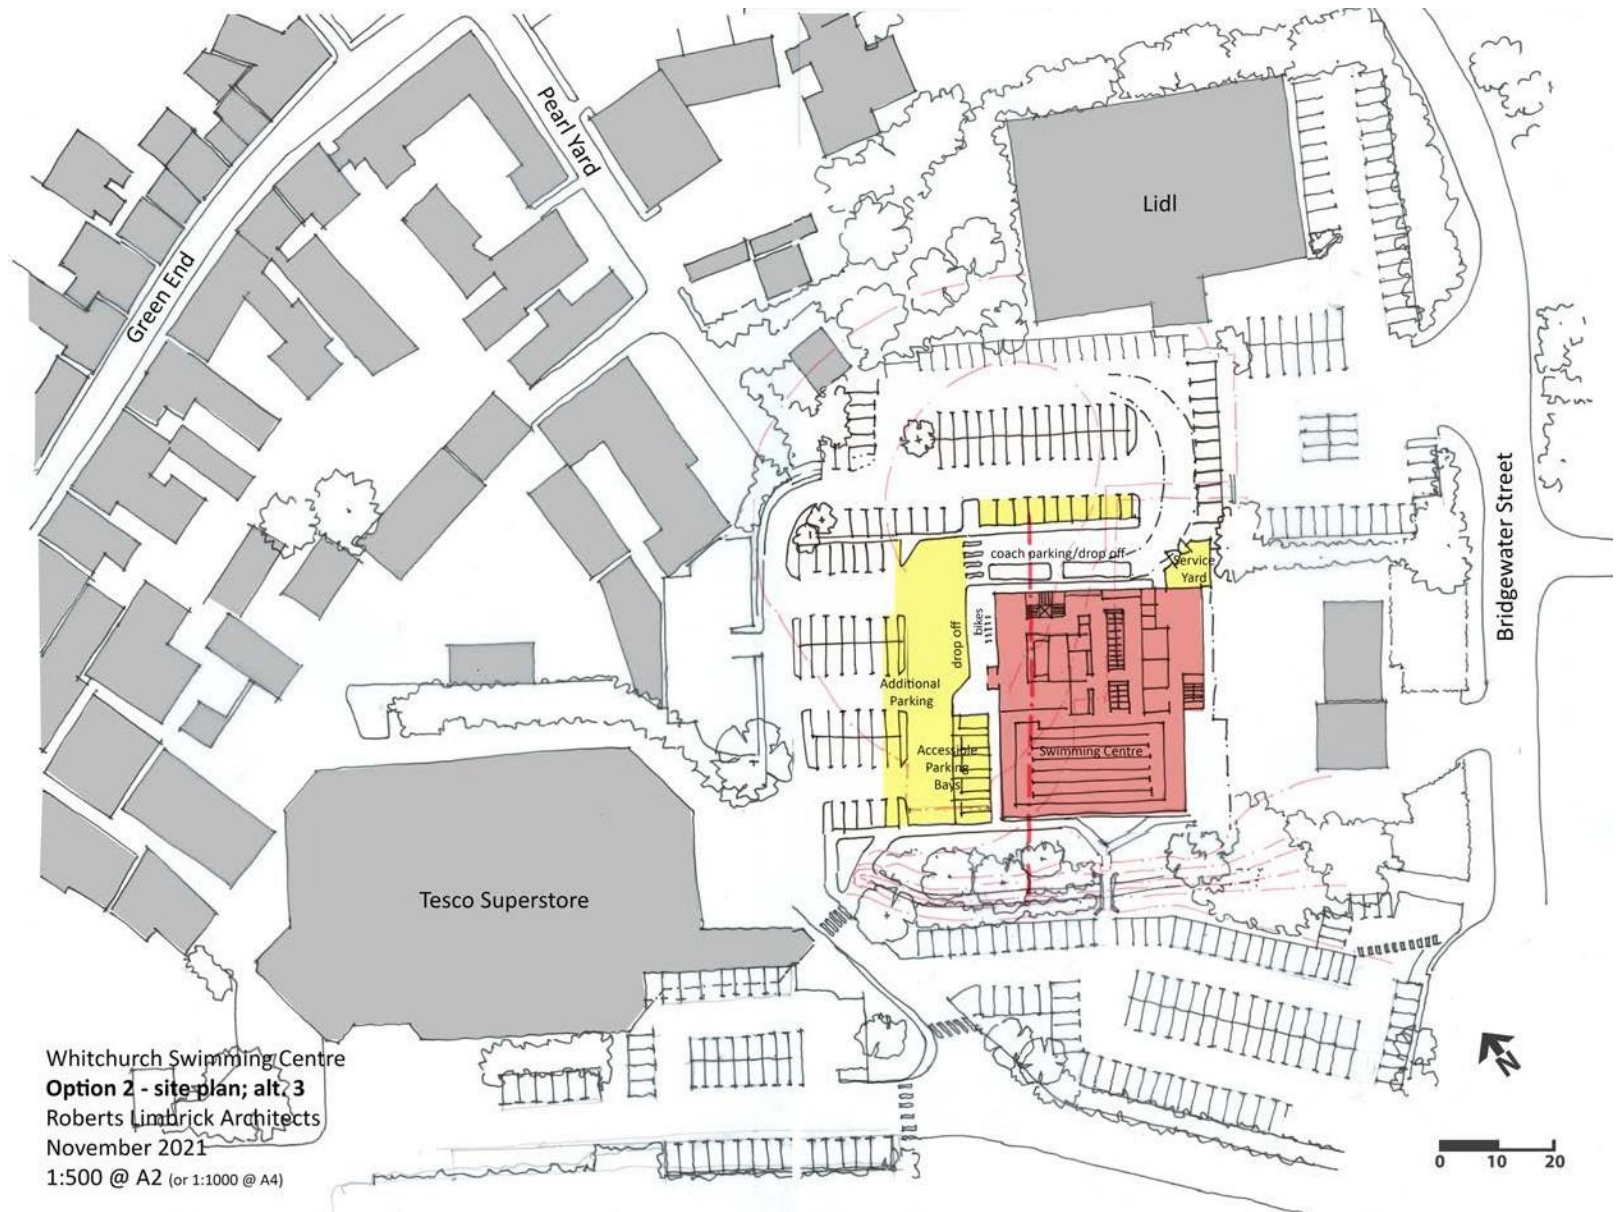 Pearl Yard
Lidl
Green End
Bridgewater Street
coach parking/drop off
Service
Yard
bikes
drop off
Additional
Parking
Accessible
Parking
Bays
Swimming Centre
Tesco Superstore
Whitchurch Swimming Centre
Option 2 - site plan; alt. 3
Roberts Limbrick Architects
November 2021
1:500 @ A2 (or 1:1000 @ A4)
N
0 10 20